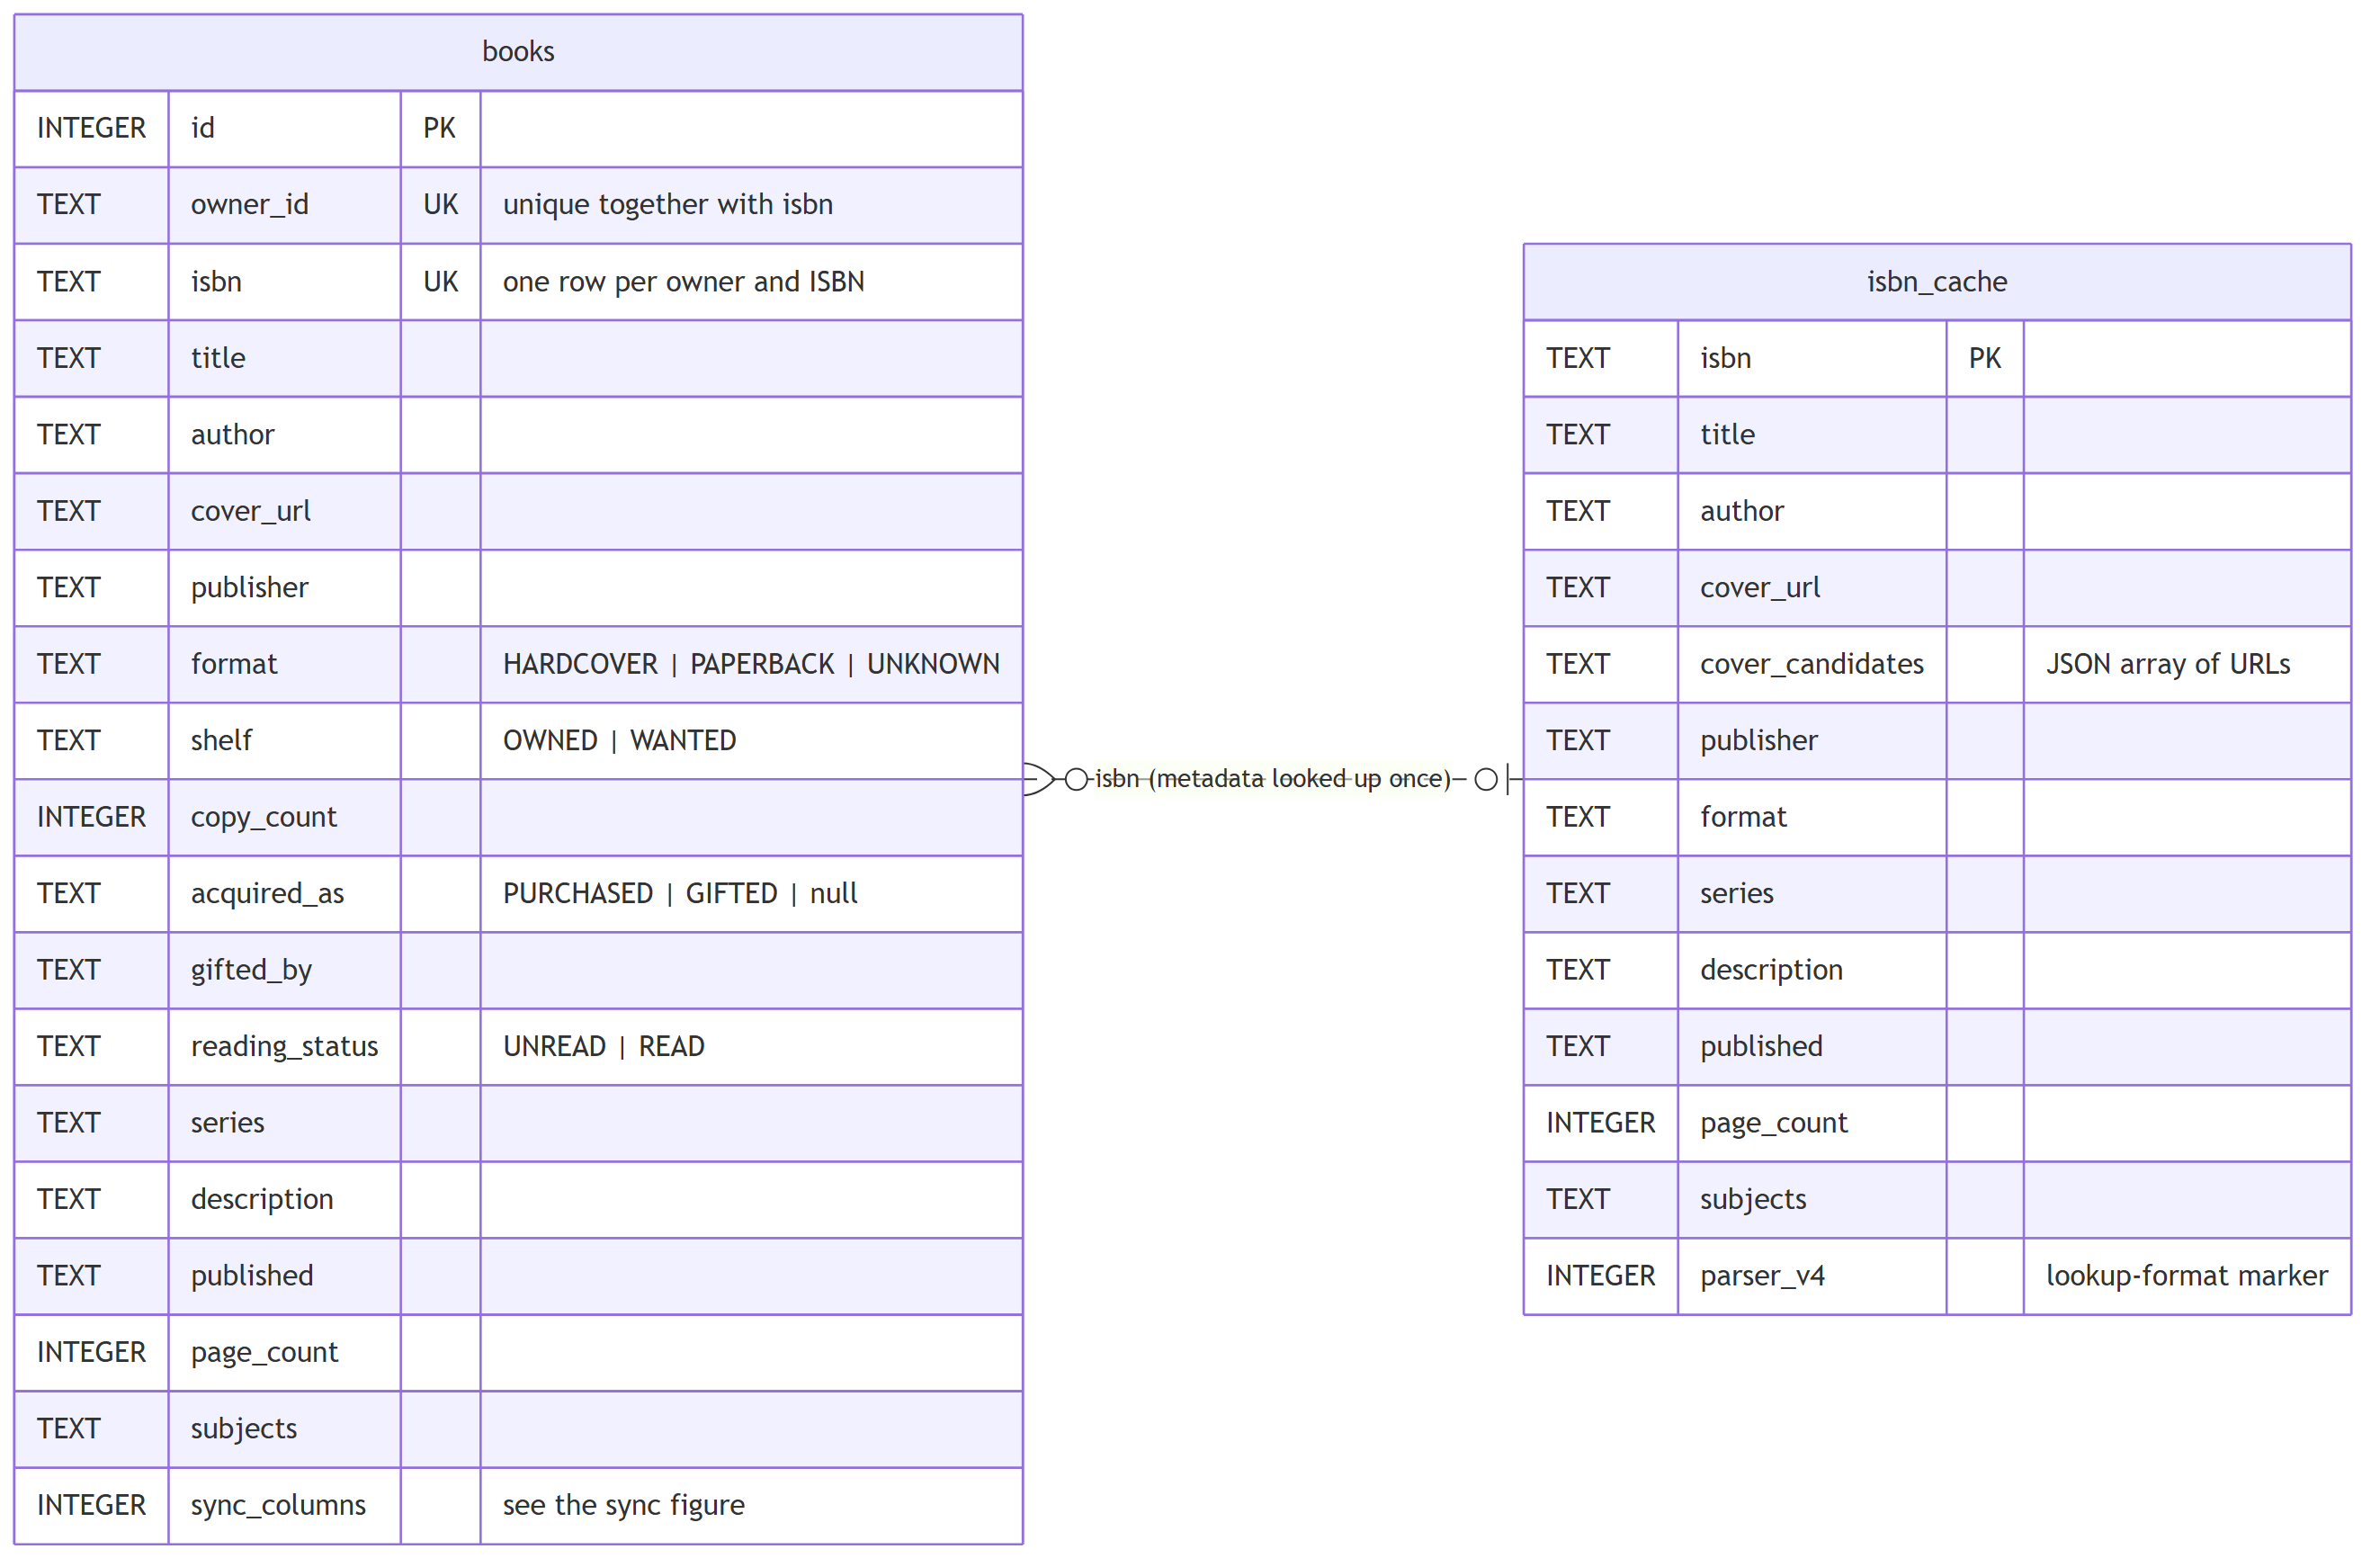 books
INTEGER id PK
TEXT owner_id UK unique together with isbn
TEXT isbn UK one row per owner and ISBN
TEXT title
TEXT author
TEXT cover_url
TEXT publisher
TEXT format HARDCOVER | PAPERBACK | UNKNOWN
TEXT shelf OWNED | WANTED
INTEGER copy_count
TEXT acquired_as PURCHASED | GIFTED | null
TEXT gifted_by
TEXT reading_status UNREAD | READ
TEXT series
TEXT description
TEXT published
INTEGER page_count
TEXT subjects
INTEGER sync_columns see the sync figure
isbn (metadata looked up once)
isbn_cache
TEXT isbn PK
TEXT title
TEXT author
TEXT cover_url
TEXT cover_candidates JSON array of URLs
TEXT publisher
TEXT format
TEXT series
TEXT description
TEXT published
INTEGER page_count
TEXT subjects
INTEGER parser_v4 lookup-format marker